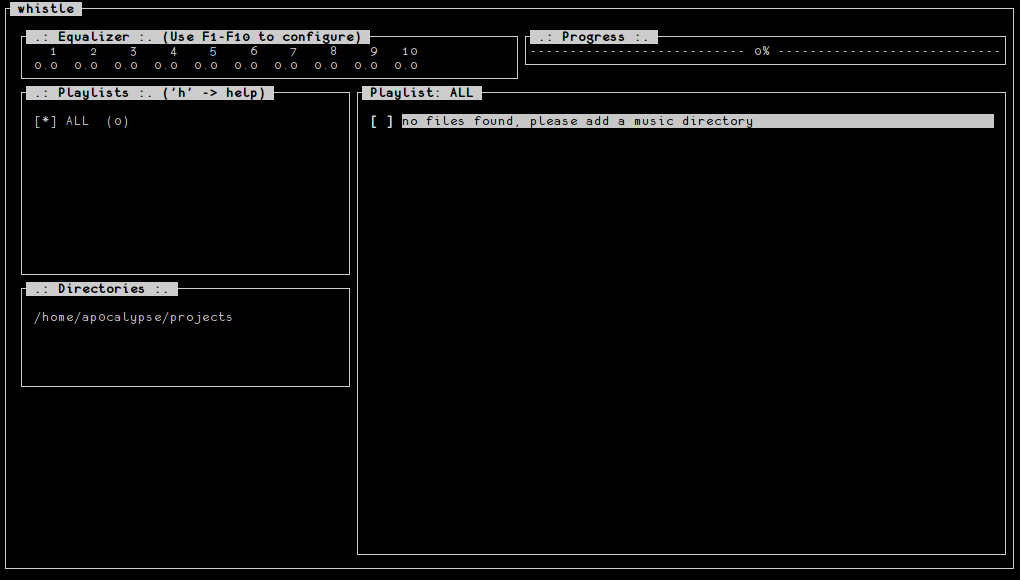 whistle
.: Equalizer :. (Use F1-F10 to configure)
1 2 3 4 5 6 7 8 9 10
0.0 0.0 0.0 0.0 0.0 0.0 0.0 0.0 0.0 0.0
.: Progress :.
--------------------------- 0% ----------------------------
.: Playlists :. ('h' -> help)
[*] ALL (0)
.: Directories :.
/home/ap0calypse/projects
Playlist: ALL
[ ] no files found, please add a music directory